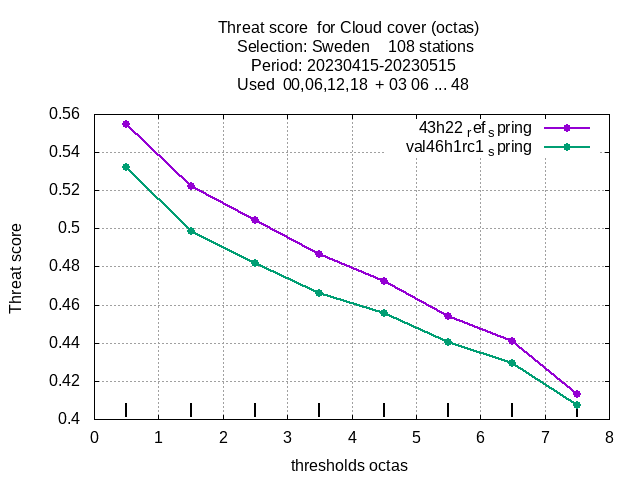 Threat score  for Cloud cover (octas)
Selection: Sweden    108 stations
Period: 20230415-20230515
Used  00,06,12,18  + 03 06 ... 48
43h22 ref spring
val46h1rc1 spring
Threat score
0.56
0.54
0.52
0.5
0.48
0.46
0.44
0.42
0.4
0 1 2 3 4 5 6 7 8
thresholds octas